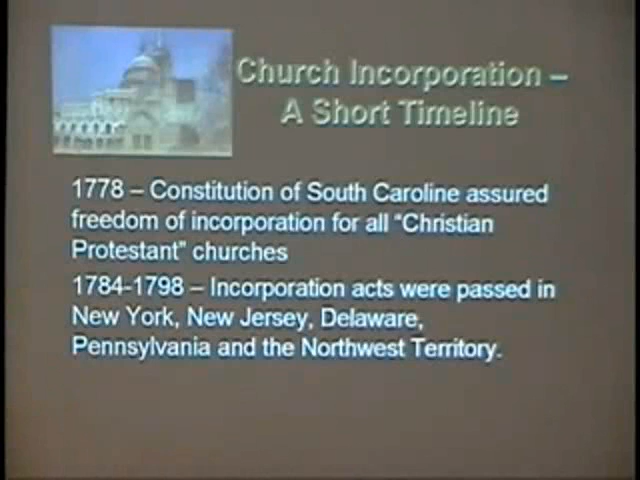 Church Incorporation –
A Short Timeline
1778 – Constitution of South Caroline assured
freedom of incorporation for all “Christian
Protestant” churches
1784-1798 – Incorporation acts were passed in
New York, New Jersey, Delaware,
Pennsylvania and the Northwest Territory.